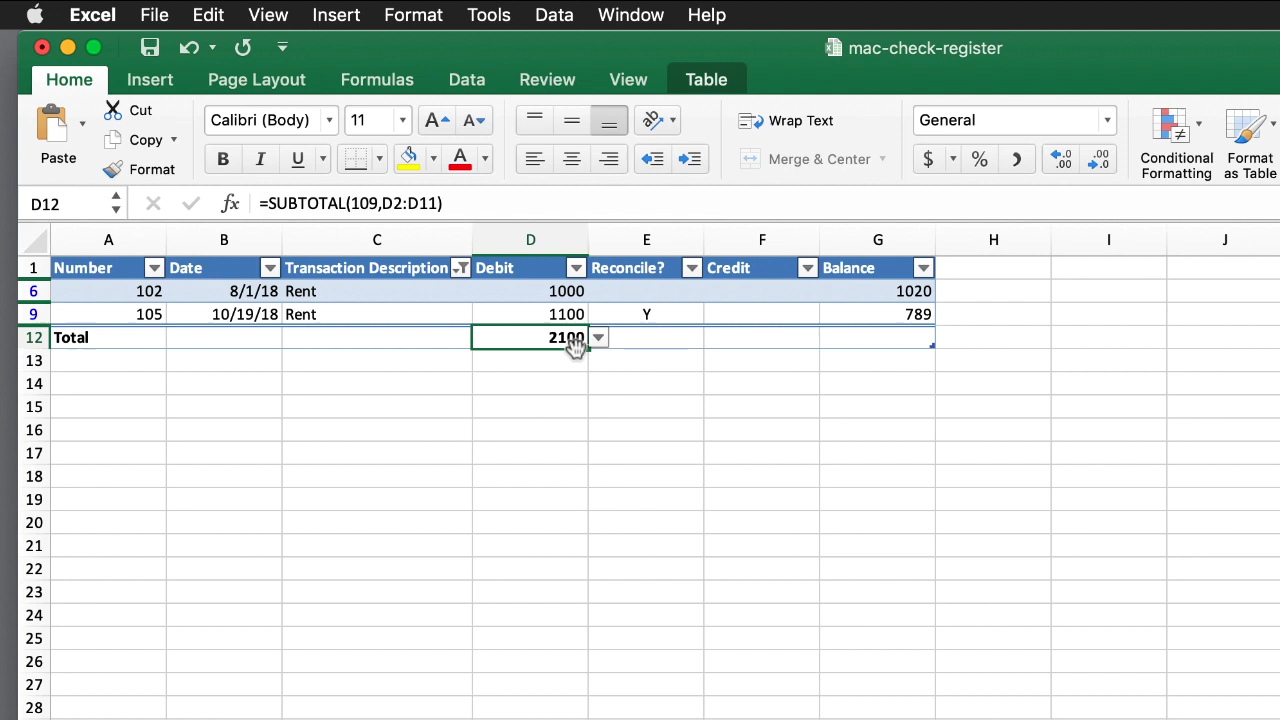 Excel File Edit View Insert Format Tools Data Window Help
mac-check-register
Home Insert Page Layout Formulas Data Review View Table
Paste Cut Copy Format
Calibri (Body) 11 A A
B I U A
Wrap Text
Merge & Center
General
$ % .00 .00
Conditional Formatting
Format as Table
D12 fx =SUBTOTAL(109,D2:D11)
A B C D E F G H I J
1 Number Date Transaction Description Debit Reconcile? Credit Balance
6 102 8/1/18 Rent 1000 1020
9 105 10/19/18 Rent 1100 Y 789
12 Total 2100
13
14
15
16
17
18
19
20
21
22
23
24
25
26
27
28